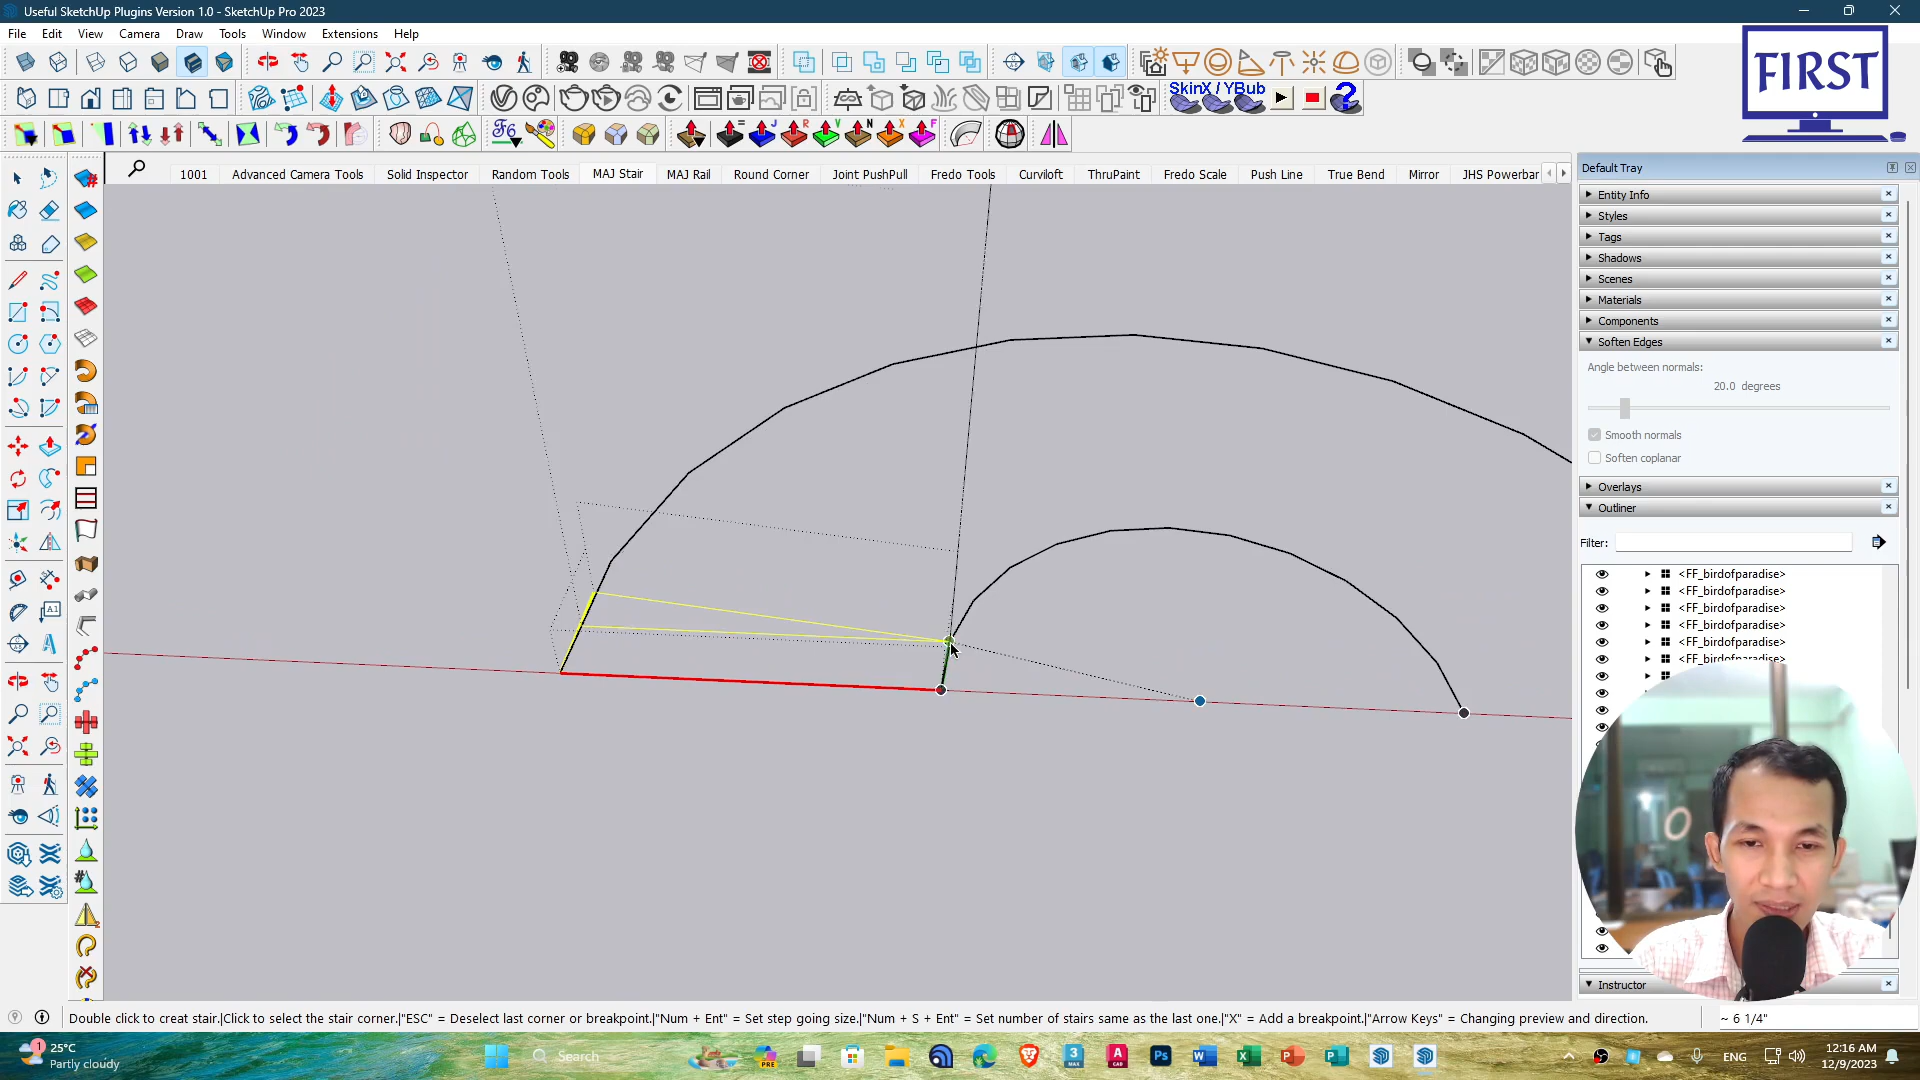 Useful SketchUp Plugins Version 1.0 - SketchUp Pro 2023
File Edit View Camera Draw Tools Window Extensions Help
FIRST
SkinX / YBub
1001 Advanced Camera Tools Solid Inspector Random Tools MAJ Stair MAJ Rail Round Corner Joint PushPull Fredo Tools Curviloft ThruPaint Fredo Scale Push Line True Bend Mirror JHS Powerbar
Default Tray
Entity Info
Styles
Tags
Shadows
Scenes
Materials
Components
Soften Edges
Angle between normals:
20.0 degrees
Smooth normals
Soften coplanar
Overlays
Outliner
Filter:
<FF_birdofparadise>
<FF_birdofparadise>
<FF_birdofparadise>
<FF_birdofparadise>
<FF_birdofparadise>
<FF_birdofparadise>
Instructor
Double click to creat stair.|Click to select the stair corner.|"ESC" = Deselect last corner or breakpoint.|"Num + Ent" = Set step going size.|"Num + S + Ent" = Set number of stairs same as the last one.|"X" = Add a breakpoint.|"Arrow Keys" = Changing preview and direction.
~ 6 1/4"
25°C
Partly cloudy
Search
ENG
12:16 AM
12/9/2023